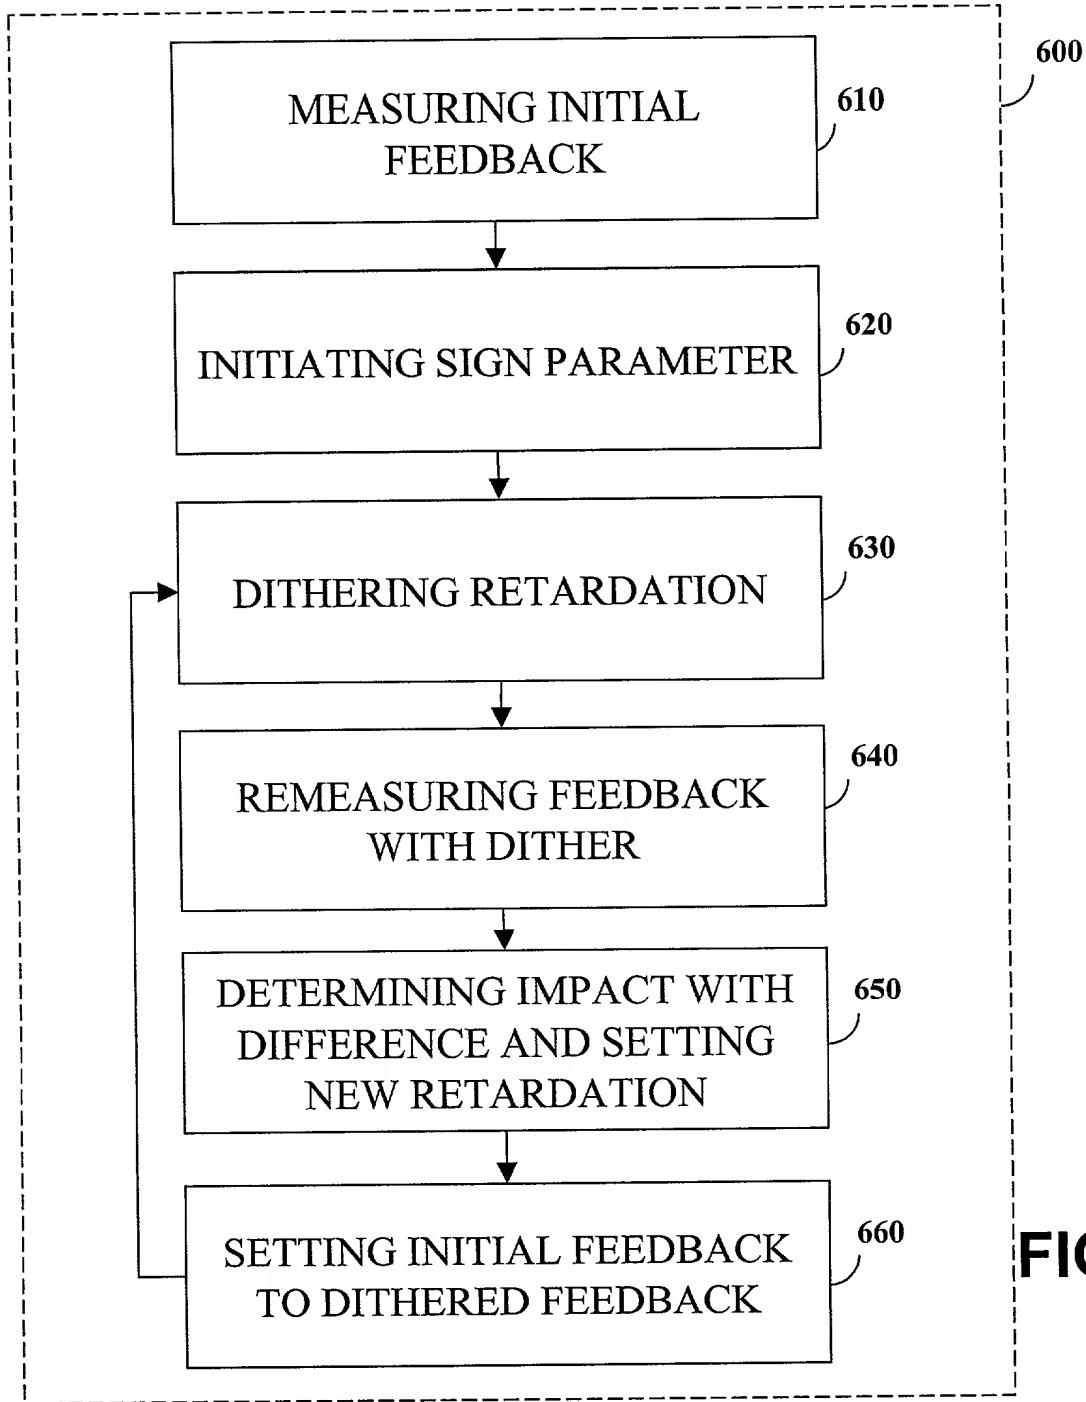 600
MEASURING INITIAL
FEEDBACK
610
INITIATING SIGN PARAMETER
620
DITHERING RETARDATION
630
REMEASURING FEEDBACK
WITH DITHER
640
DETERMINING IMPACT WITH
DIFFERENCE AND SETTING
NEW RETARDATION
650
SETTING INITIAL FEEDBACK
TO DITHERED FEEDBACK
660